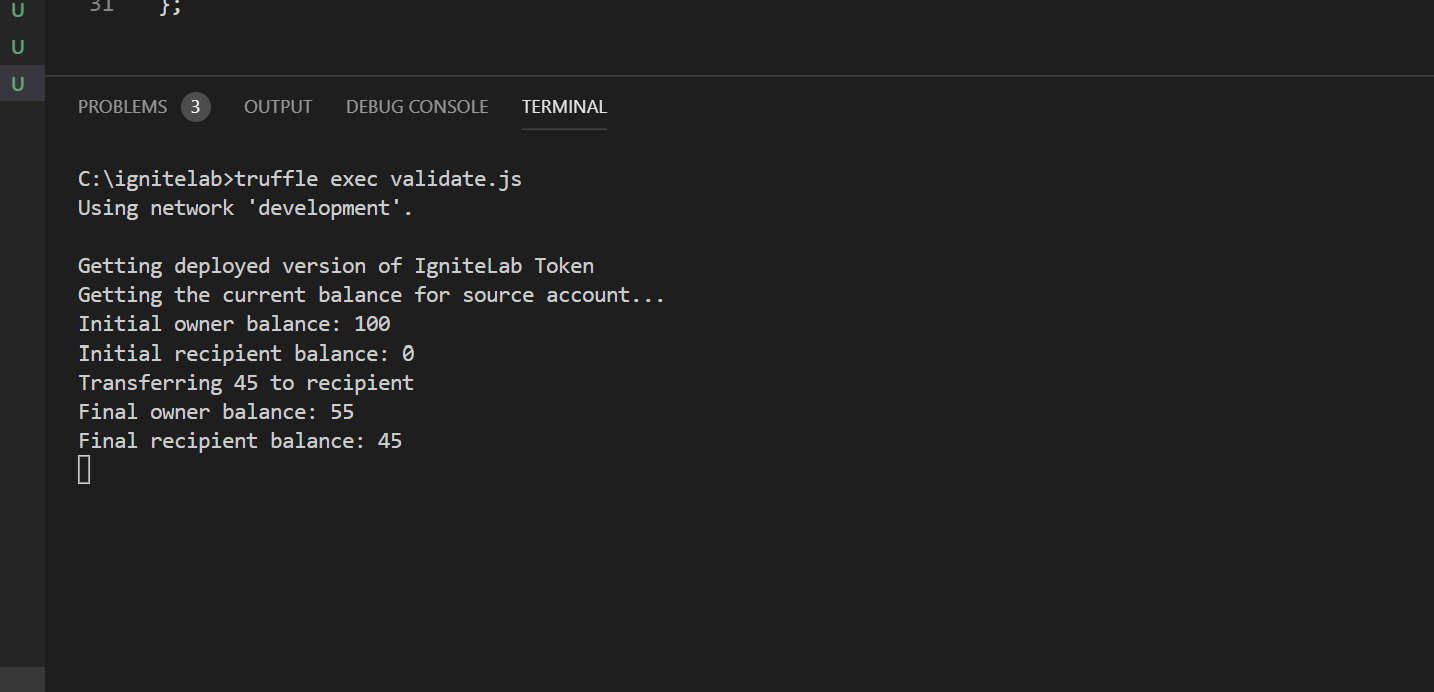 U
31 };
U
U
PROBLEMS 3 OUTPUT DEBUG CONSOLE TERMINAL
C:\ignitelab>truffle exec validate.js
Using network 'development'.
Getting deployed version of IgniteLab Token
Getting the current balance for source account...
Initial owner balance: 100
Initial recipient balance: 0
Transferring 45 to recipient
Final owner balance: 55
Final recipient balance: 45